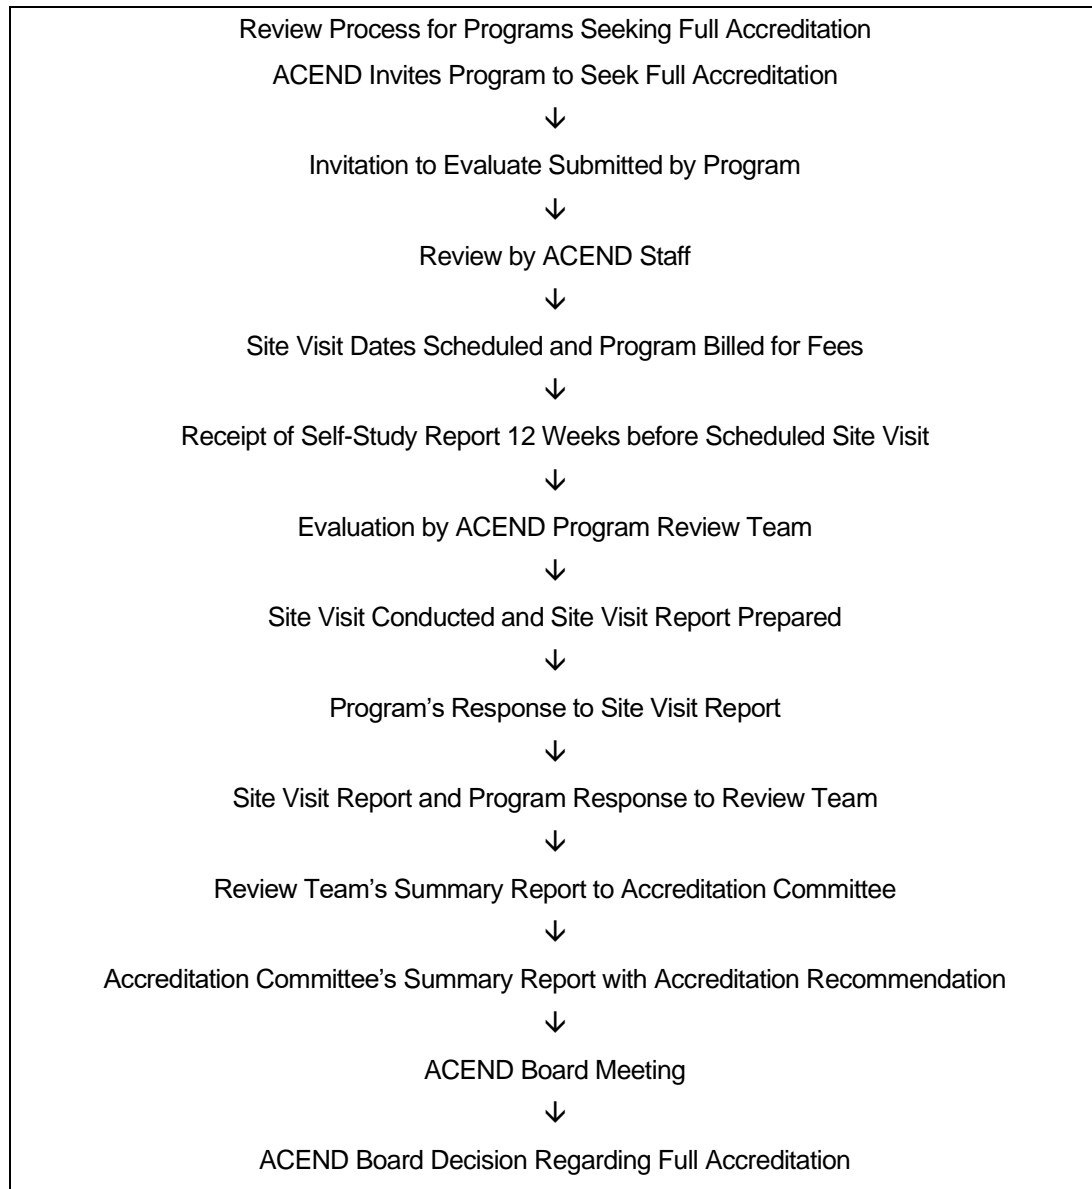 Review Process for Programs Seeking Full Accreditation
ACEND Invites Program to Seek Full Accreditation
↓
Invitation to Evaluate Submitted by Program
↓
Review by ACEND Staff
↓
Site Visit Dates Scheduled and Program Billed for Fees
↓
Receipt of Self-Study Report 12 Weeks before Scheduled Site Visit
↓
Evaluation by ACEND Program Review Team
↓
Site Visit Conducted and Site Visit Report Prepared
↓
Program’s Response to Site Visit Report
↓
Site Visit Report and Program Response to Review Team
↓
Review Team’s Summary Report to Accreditation Committee
↓
Accreditation Committee’s Summary Report with Accreditation Recommendation
↓
ACEND Board Meeting
↓
ACEND Board Decision Regarding Full Accreditation